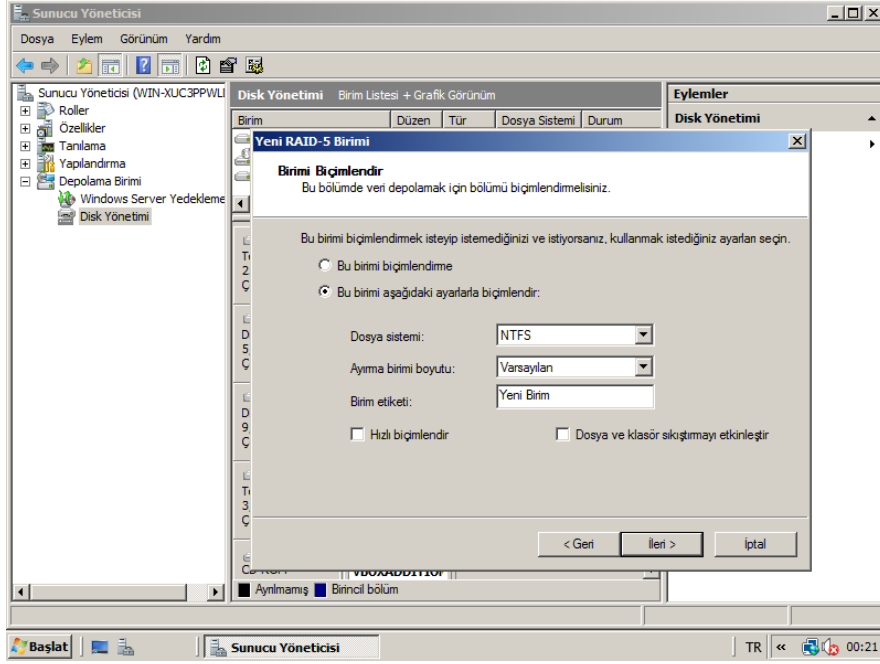 Sunucu Yöneticisi
Dosya Eylem Görünüm Yardım
Sunucu Yöneticisi (WIN-XUC3PPWLI
Roller
Özellikler
Tanılama
Yapılandırma
Depolama Birimi
Windows Server Yedekleme
Disk Yönetimi
Disk Yönetimi Birim Listesi + Grafik Görünüm
Birim Düzen Tür Dosya Sistemi Durum
Eylemler
Disk Yönetimi
Yeni RAID-5 Birimi
Birimi Biçimlendir
Bu bölümde veri depolamak için bölümü biçimlendirmelisiniz.
Bu birimi biçimlendirmek isteyip istemediğinizi ve istiyorsanız, kullanmak istediğiniz ayarları seçin.
Bu birimi biçimlendirme
Bu birimi aşağıdaki ayarlarla biçimlendir:
Dosya sistemi: NTFS
Ayırma birimi boyutu: Varsayılan
Birim etiketi: Yeni Birim
Hızlı biçimlendir
Dosya ve klasör sıkıştırmayı etkinleştir
< Geri İleri > İptal
Ayrılmamış Birincil bölüm
Başlat
Sunucu Yöneticisi
TR
00:21